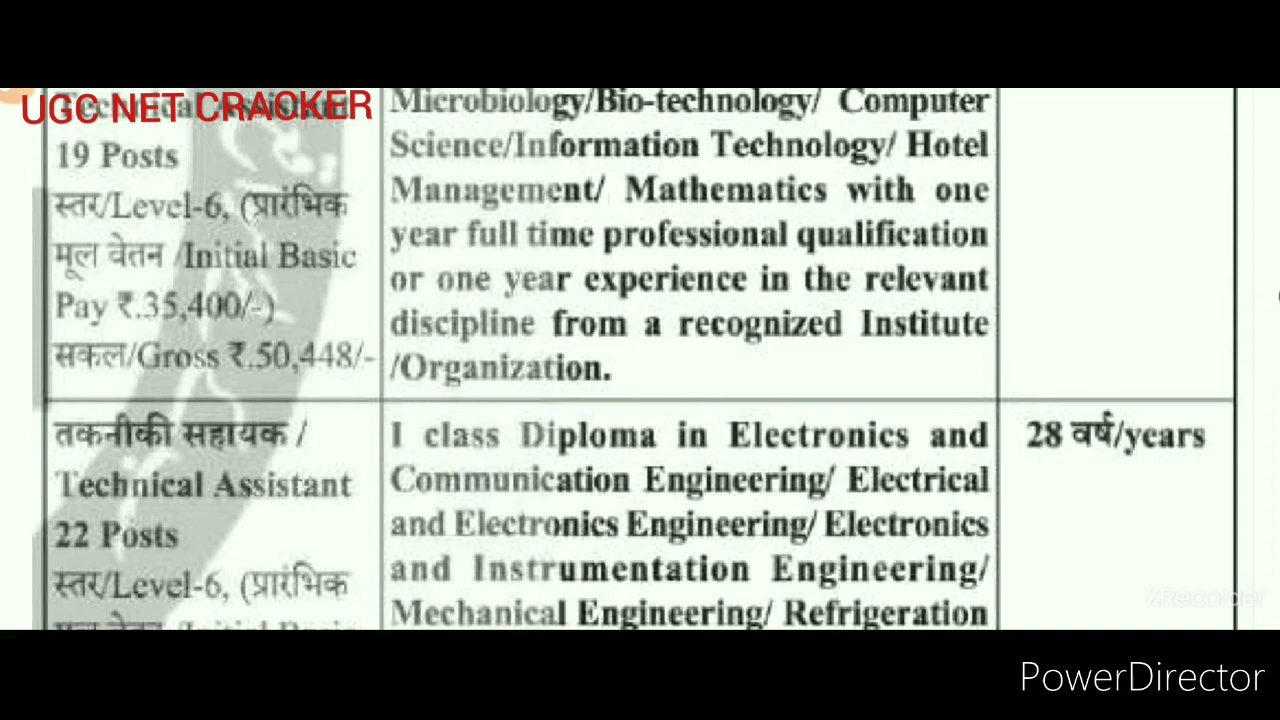 UGC NET CRACKER
Technical Assistant
19 Posts
स्तर/Level-6, (प्रारंभिक
मूल वेतन /Initial Basic
Pay ₹.35,400/-)
सकल/Gross ₹.50,448/-
Microbiology/Bio-technology/ Computer
Science/Information Technology/ Hotel
Management/ Mathematics with one
year full time professional qualification
or one year experience in the relevant
discipline from a recognized Institute
/Organization.
तकनीकी सहायक /
Technical Assistant
22 Posts
स्तर/Level-6, (प्रारंभिक
I class Diploma in Electronics and
Communication Engineering/ Electrical
and Electronics Engineering/ Electronics
and Instrumentation Engineering/
Mechanical Engineering/ Refrigeration
28 वर्ष/years
XRecorder
PowerDirector